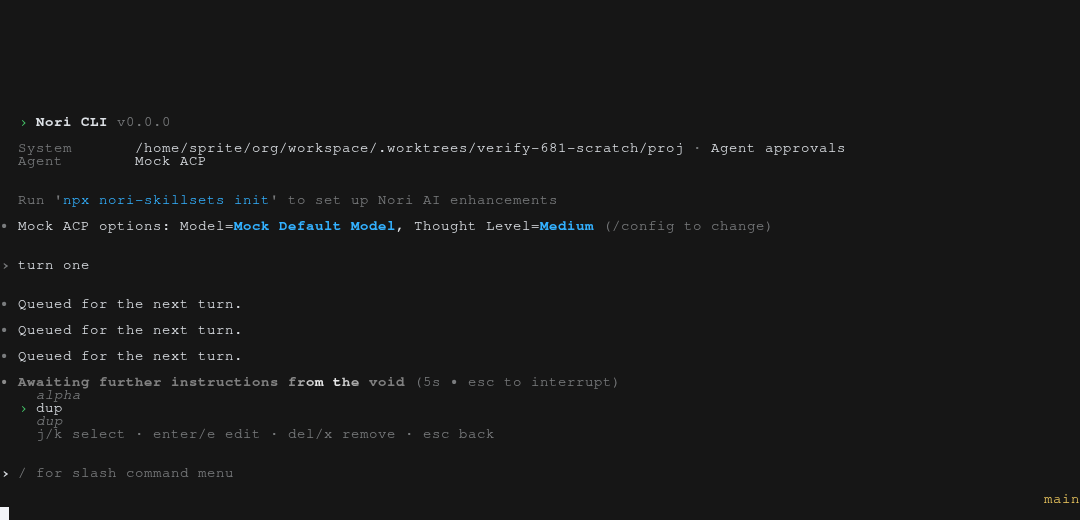 › Nori CLI v0.0.0
System /home/sprite/org/workspace/.worktrees/verify-681-scratch/proj · Agent approvals
Agent Mock ACP
Run 'npx nori-skillsets init' to set up Nori AI enhancements
• Mock ACP options: Model=Mock Default Model, Thought Level=Medium (/config to change)
› turn one
• Queued for the next turn.
• Queued for the next turn.
• Queued for the next turn.
• Awaiting further instructions from the void (5s • esc to interrupt)
alpha
› dup
dup
j/k select · enter/e edit · del/x remove · esc back
› / for slash command menu
main